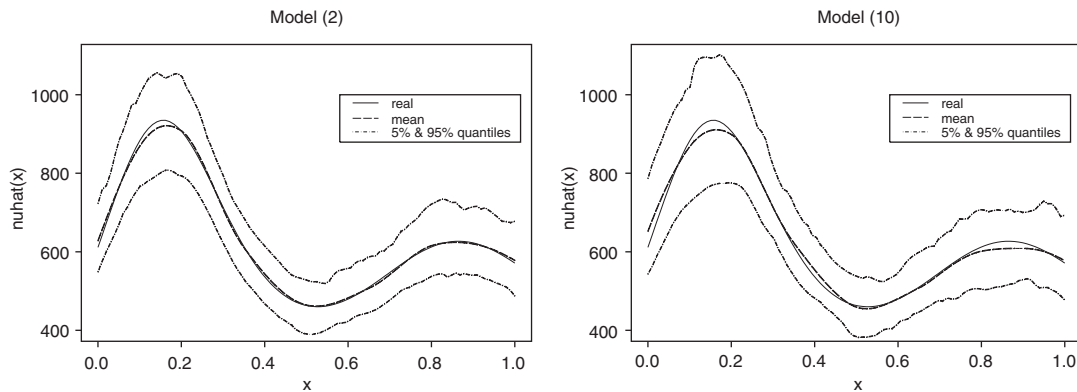 Model (2)
nuhat(x)
1000
800
600
400
real
mean
5% & 95% quantiles
0.0 0.2 0.4 0.6 0.8 1.0
x
Model (10)
nuhat(x)
1000
800
600
400
real
mean
5% & 95% quantiles
0.0 0.2 0.4 0.6 0.8 1.0
x